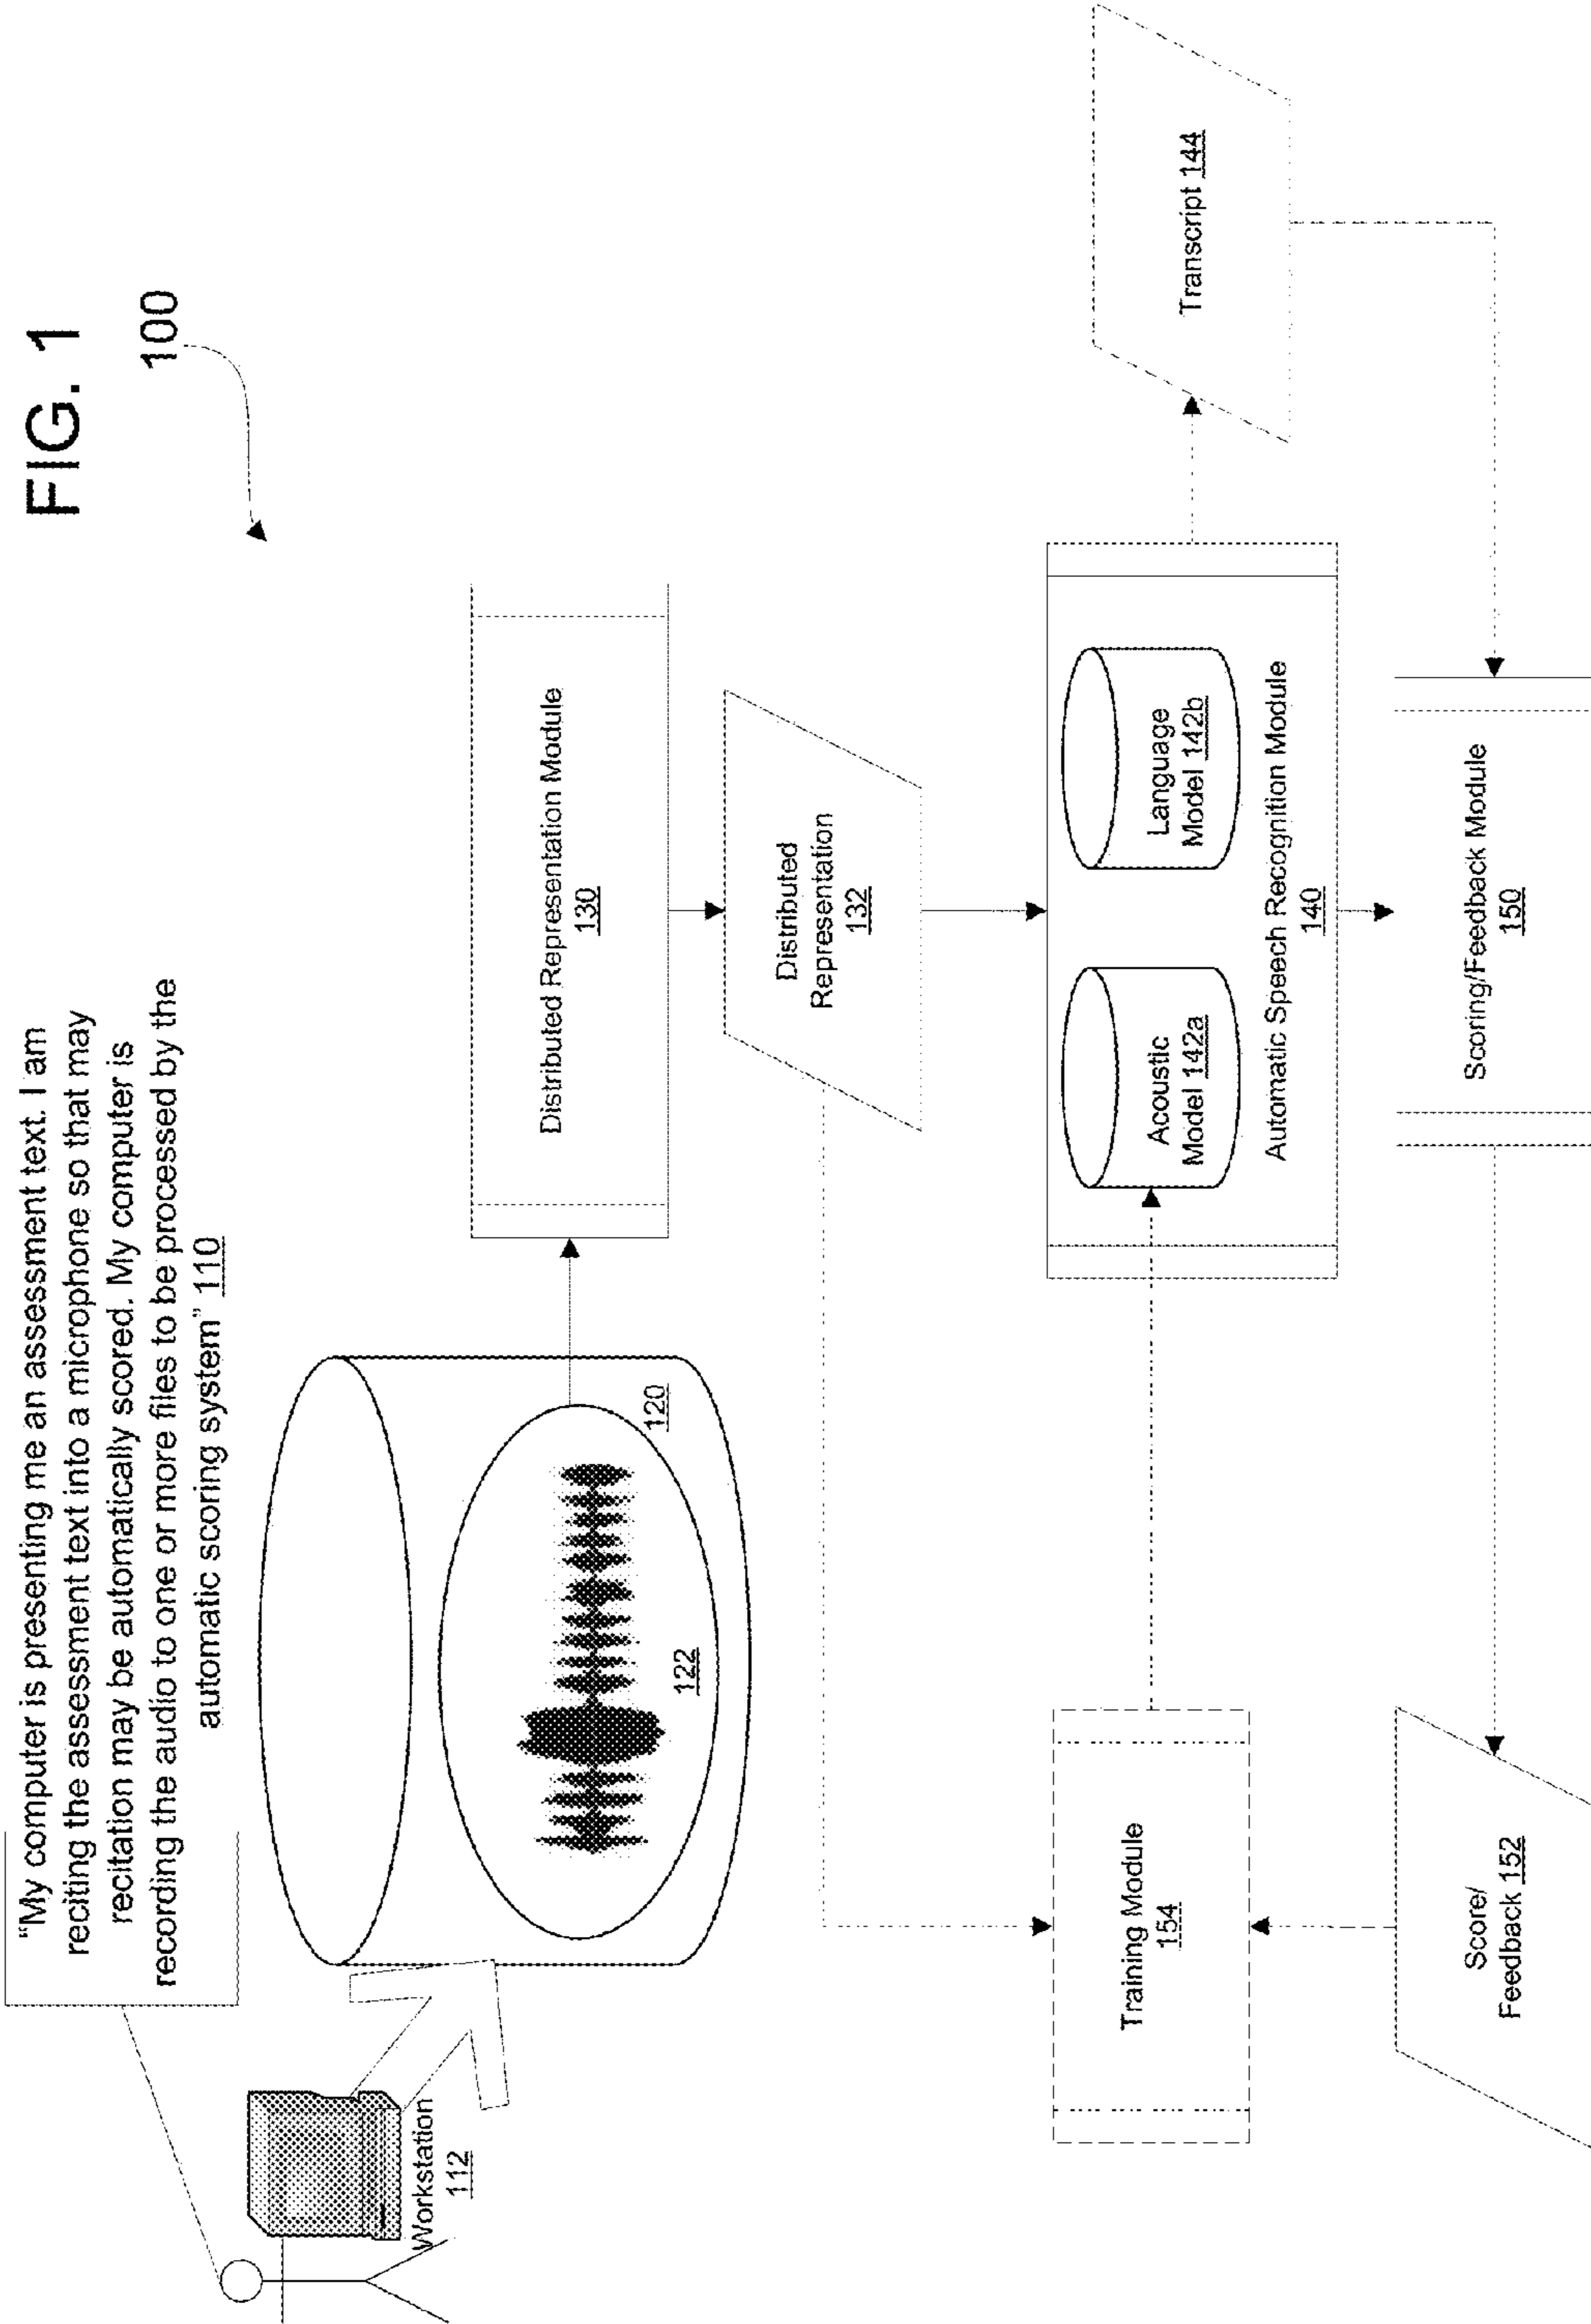 FIG. 1
100
"My computer is presenting me an assessment text. I am
reciting the assessment text into a microphone so that may
recitation may be automatically scored. My computer is
recording the audio to one or more files to be processed by the
automatic scoring system" 110
Workstation
112
120
122
Distributed Representation Module
130
Distributed
Representation
132
Acoustic
Model 142a
Language
Model 142b
Automatic Speech Recognition Module
140
Transcript 144
Training Module
154
Scoring/Feedback Module
150
Score/
Feedback 152